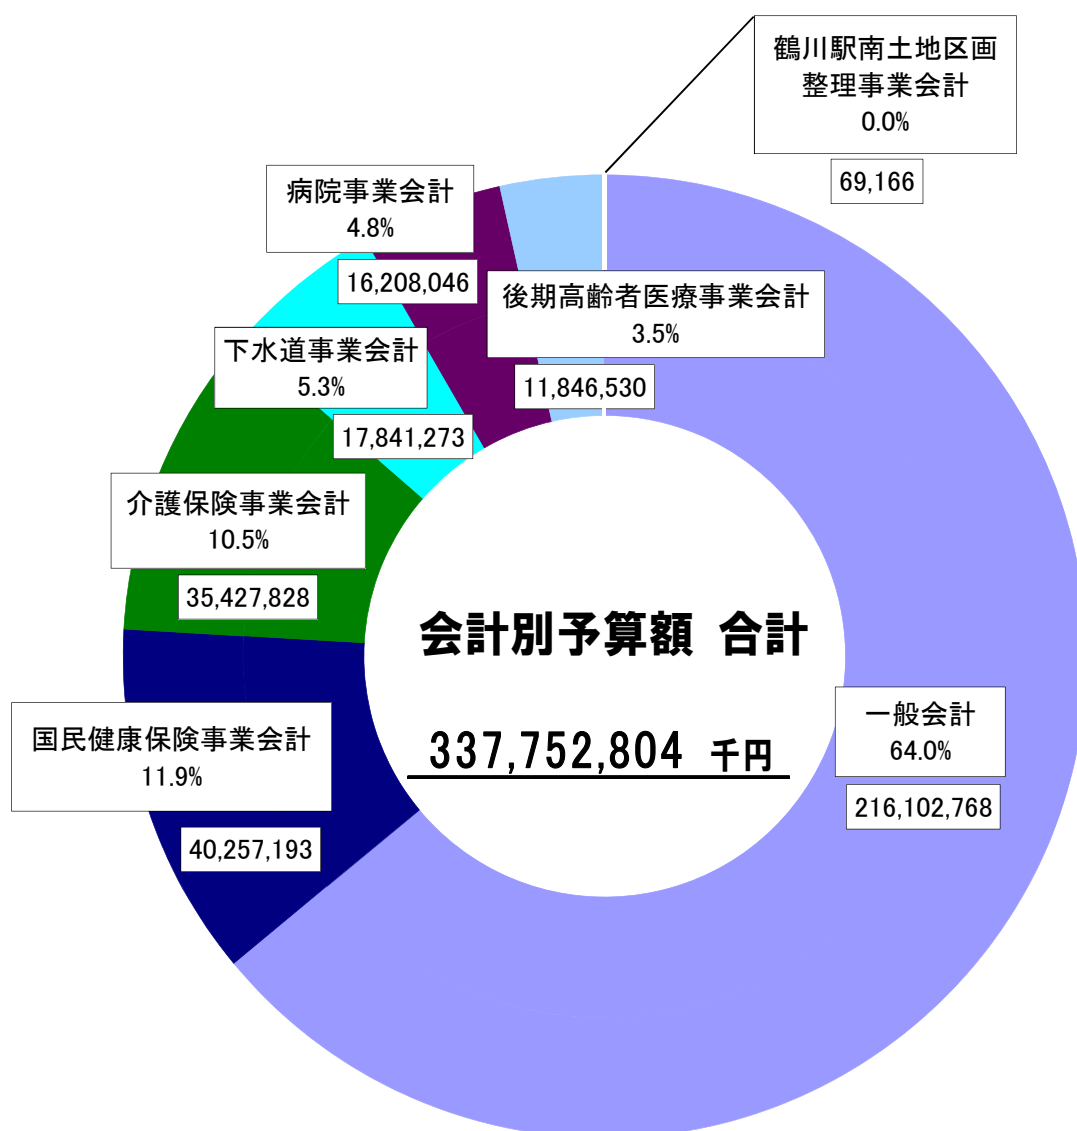 鶴川駅南土地区画
整理事業会計
0.0%
69,166
病院事業会計
4.8%
16,208,046
後期高齢者医療事業会計
3.5%
11,846,530
下水道事業会計
5.3%
17,841,273
介護保険事業会計
10.5%
35,427,828
会計別予算額 合計
337,752,804 千円
一般会計
64.0%
216,102,768
国民健康保険事業会計
11.9%
40,257,193